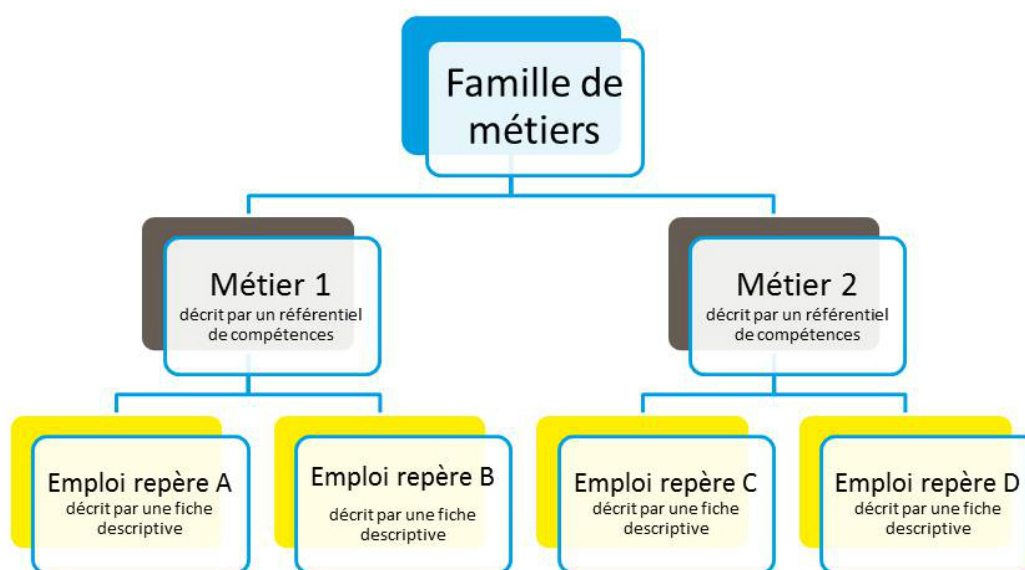 Famille de
métiers
Métier 1
décrit par un référentiel
de compétences
Métier 2
décrit par un référentiel
de compétences
Emploi repère A
décrit par une fiche
descriptive
Emploi repère B
décrit par une fiche
descriptive
Emploi repère C
décrit par une fiche
descriptive
Emploi repère D
décrit par une fiche
descriptive